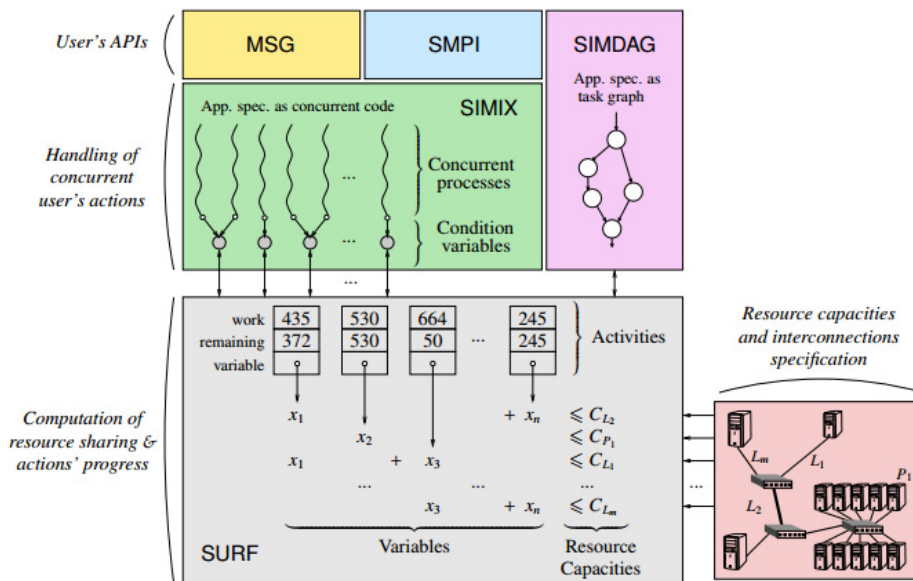 User's APIs
MSG
SMPI
SIMDAG
App. spec. as
task graph
App. spec. as concurrent code
SIMIX
Handling of
concurrent
user's actions
Concurrent
processes
...
Condition
variables
...
...
work 435 530 664 245
remaining 372 530 50 ... 245
variable
Activities
Resource capacities
and interconnections
specification
Computation of
resource sharing &
actions' progress
x1 + xn ⩽ CL2
x2 ⩽ CP1
x1 + x3 ⩽ CL1
... ... ... ...
x3 + xn ⩽ CLm
...
Lm L1 P1
L2
SURF
Variables
Resource
Capacities